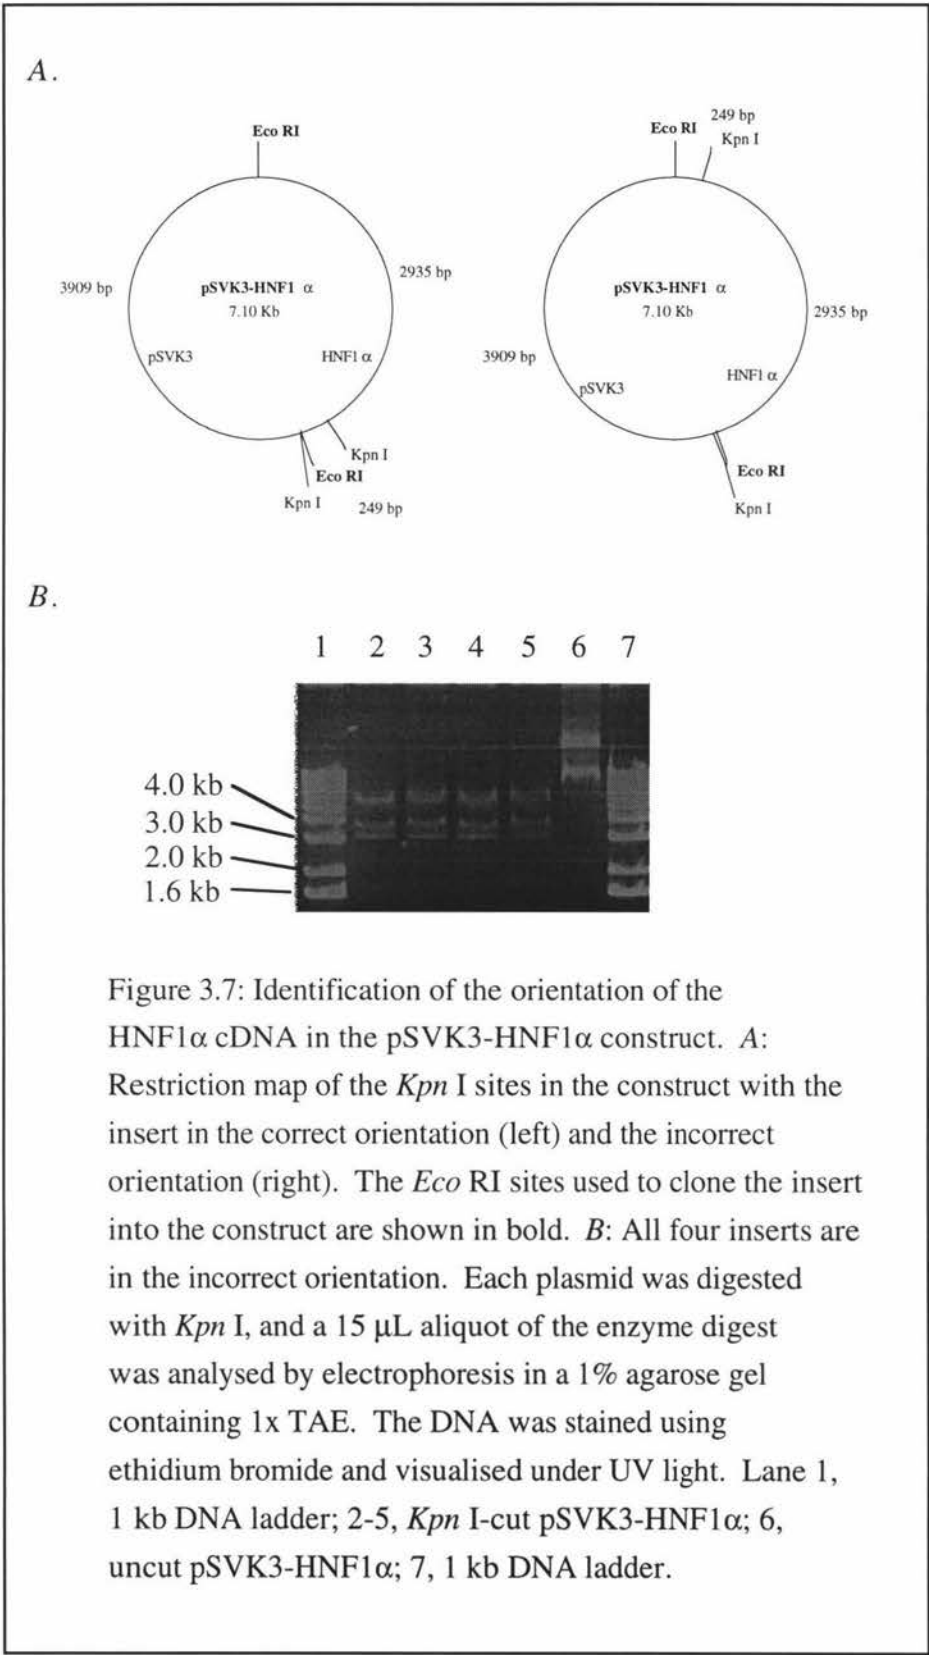 A.
Eco RI
3909 bp
2935 bp
pSVK3-HNF1 α
7.10 Kb
pSVK3
HNF1 α
Kpn I
Eco RI
Kpn I
249 bp
249 bp
Eco RI
Kpn I
pSVK3-HNF1 α
7.10 Kb
2935 bp
3909 bp
HNF1 α
pSVK3
Eco RI
Kpn I
B.
1 2 3 4 5 6 7
4.0 kb
3.0 kb
2.0 kb
1.6 kb
Figure 3.7: Identification of the orientation of the
HNF1α cDNA in the pSVK3-HNF1α construct. A:
Restriction map of the Kpn I sites in the construct with the
insert in the correct orientation (left) and the incorrect
orientation (right). The Eco RI sites used to clone the insert
into the construct are shown in bold. B: All four inserts are
in the incorrect orientation. Each plasmid was digested
with Kpn I, and a 15 μL aliquot of the enzyme digest
was analysed by electrophoresis in a 1% agarose gel
containing 1x TAE. The DNA was stained using
ethidium bromide and visualised under UV light. Lane 1,
1 kb DNA ladder; 2-5, Kpn I-cut pSVK3-HNF1α; 6,
uncut pSVK3-HNF1α; 7, 1 kb DNA ladder.